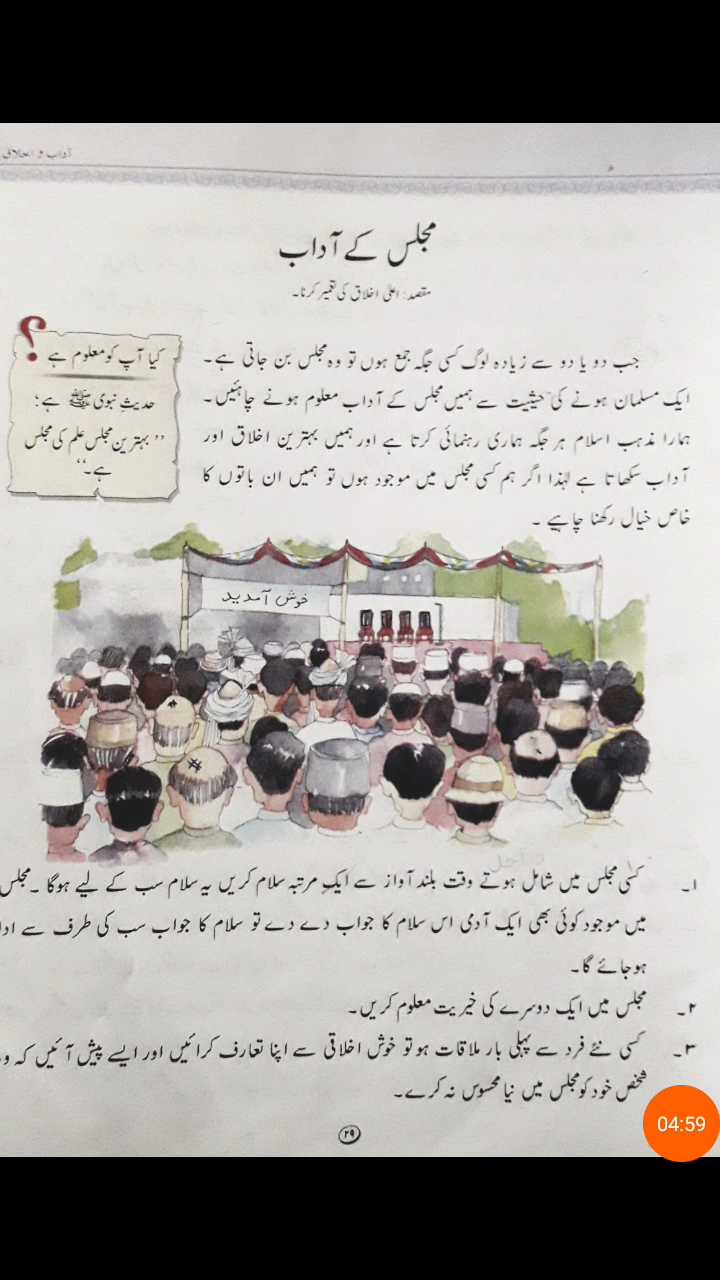 آداب و اخلاق
مجلس کے آداب
مقصد: اعلیٰ اخلاق کی تعمیر کرنا۔
جب دو یا دو سے زیادہ لوگ کسی جگہ جمع ہوں تو وہ مجلس بن جاتی ہے۔
ایک مسلمان ہونے کی حیثیت سے ہمیں مجلس کے آداب معلوم ہونے چاہئیں۔
ہمارا مذہب اسلام ہر جگہ ہماری رہنمائی کرتا ہے اور ہمیں بہترین اخلاق اور
آداب سکھاتا ہے لہٰذا اگر ہم کسی مجلس میں موجود ہوں تو ہمیں ان باتوں کا
خاص خیال رکھنا چاہیے ۔
؟
کیا آپ کو معلوم ہے
حدیثِ نبوی ﷺ ہے؛
’’ بہترین مجلس علم کی مجلس
ہے۔‘‘
خوش آمدید
۱۔ کسی مجلس میں شامل ہوتے وقت بلند آواز سے ایک مرتبہ سلام کریں یہ سلام سب کے لیے ہوگا ۔ مجلس
میں موجود کوئی بھی ایک آدمی اس سلام کا جواب دے دے تو سلام کا جواب سب کی طرف سے ادا
ہو جائے گا۔
۲۔ مجلس میں ایک دوسرے کی خیریت معلوم کریں۔
۳۔ کسی نئے فرد سے پہلی بار ملاقات ہو تو خوش اخلاقی سے اپنا تعارف کرائیں اور ایسے پیش آئیں کہ
شخص خود کو مجلس میں نیا محسوس نہ کرے۔
۲۹
04:59